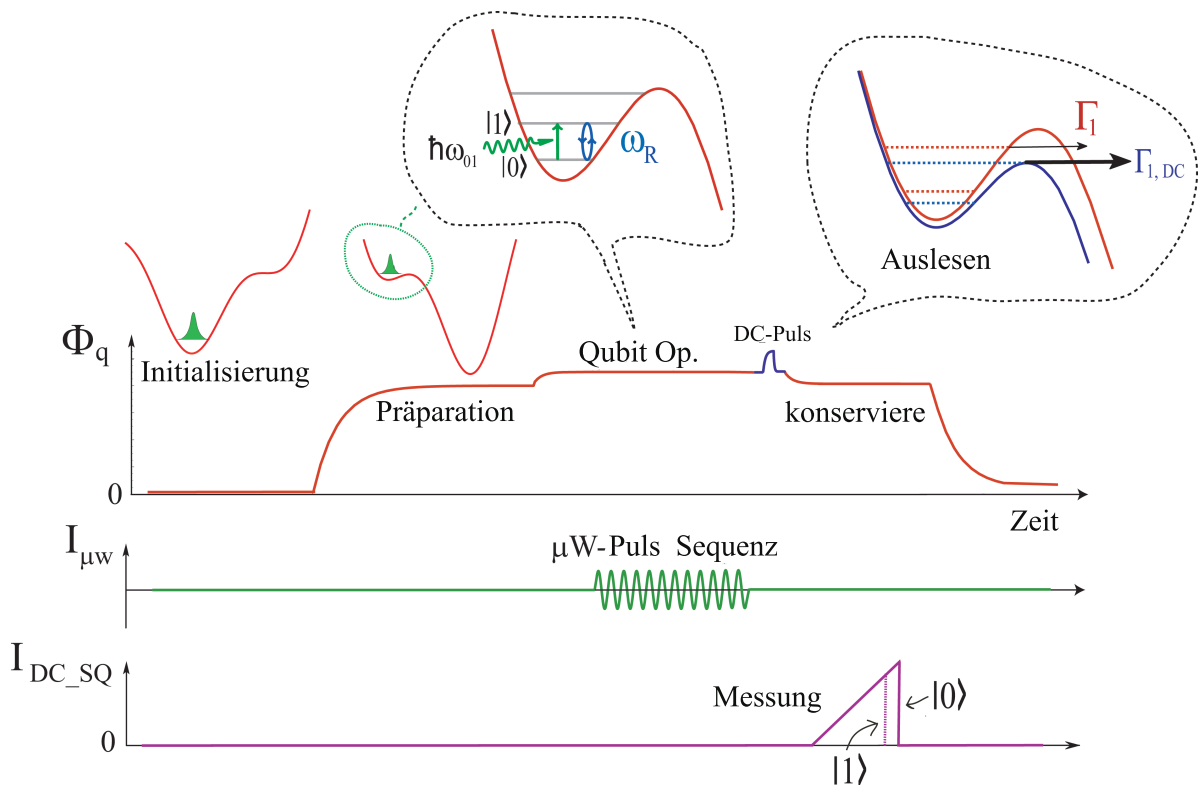 |1⟩
ħω01
|0⟩
ωR
Γ1
Γ1, DC
Auslesen
Φq
Initialisierung
Präparation
Qubit Op.
DC-Puls
konserviere
0
Zeit
Iμw
μW-Puls Sequenz
IDC_SQ
Messung
|0⟩
0
|1⟩